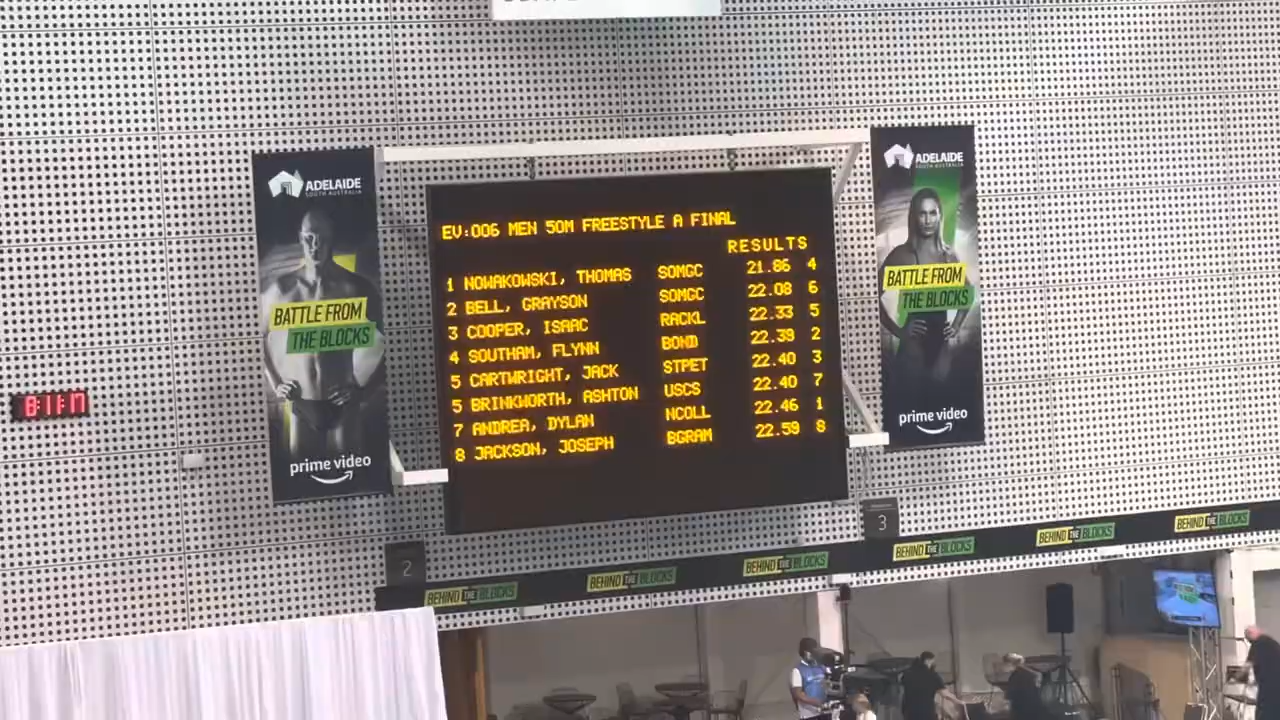 ADELAIDE
SOUTH AUSTRALIA
BATTLE FROM
THE BLOCKS
prime video
EV:006 MEN 50M FREESTYLE A FINAL
RESULTS
1 NOWAKOWSKI, THOMAS SOMGC 21.86 4
2 BELL, GRAYSON SOMGC 22.08 6
3 COOPER, ISAAC RACKL 22.33 5
4 SOUTHAM, FLYNN BOND 22.39 2
5 CARTWRIGHT, JACK STPET 22.40 3
5 BRINKWORTH, ASHTON USCS 22.40 7
7 ANDREA, DYLAN NCOLL 22.46 1
8 JACKSON, JOSEPH BGRAM 22.59 8
ADELAIDE
SOUTH AUSTRALIA
BATTLE FROM
THE BLOCKS
prime video
8:11:17
2
3
BEHIND THE BLOCKS
BEHIND THE BLOCKS
BEHIND THE BLOCKS
BEHIND THE BLOCKS
BEHIND THE BLOCKS
BEHIND THE BLOCKS